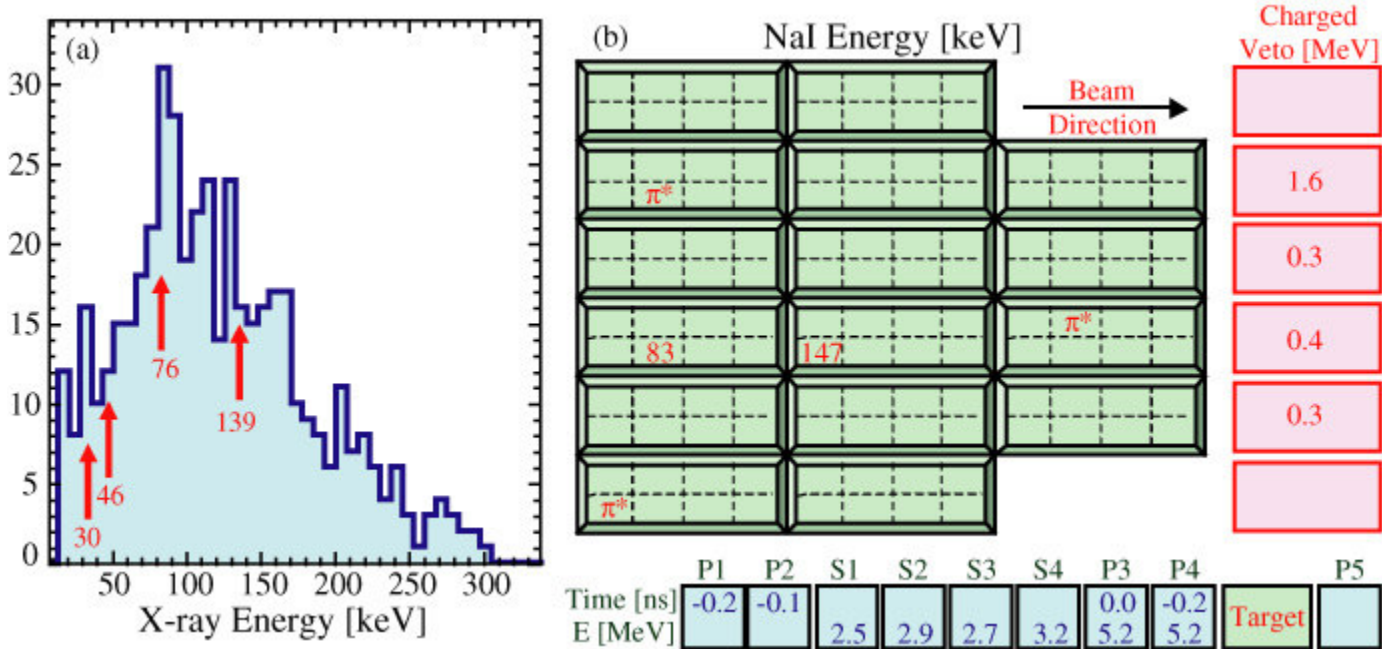 (a)
30
25
20
15
10
5
0
30
46
76
139
50 100 150 200 250 300
X-ray Energy [keV]
(b) NaI Energy [keV]
Charged
Veto [MeV]
Beam
Direction
π*
1.6
0.3
π*
83 147
0.4
0.3
π*
P1 P2 S1 S2 S3 S4 P3 P4 P5
Time [ns] -0.2 -0.1 0.0 -0.2 Target
E [MeV] 2.5 2.9 2.7 3.2 5.2 5.2